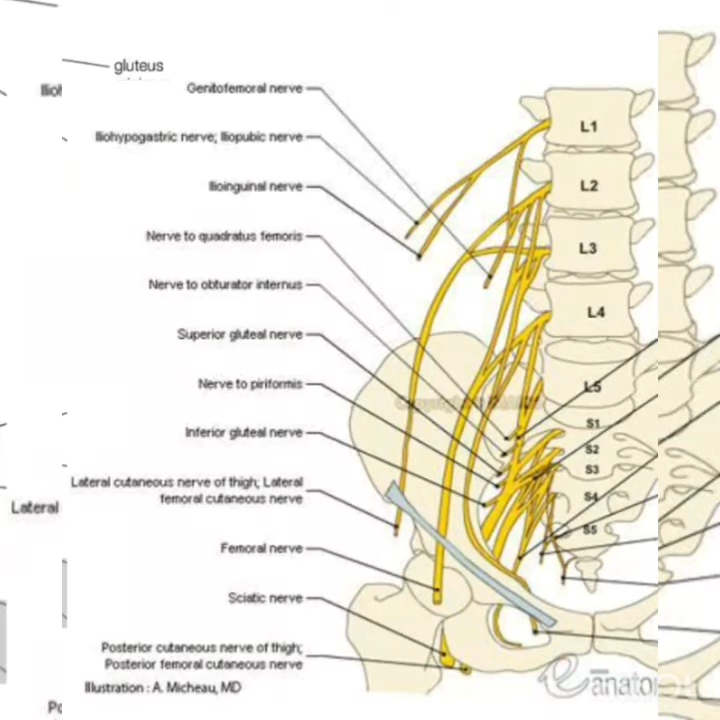 gluteus
Genitofemoral nerve
Iliohypogastric nerve; Iliopubic nerve
Ilioinguinal nerve
Nerve to quadratus femoris
Nerve to obturator internus
Superior gluteal nerve
Nerve to piriformis
Inferior gluteal nerve
Lateral cutaneous nerve of thigh; Lateral
femoral cutaneous nerve
Lateral
Femoral nerve
Sciatic nerve
Posterior cutaneous nerve of thigh;
Posterior femoral cutaneous nerve
Illustration : A. Micheau, MD
L1
L2
L3
L4
L5
S1
S2
S3
S4
S5